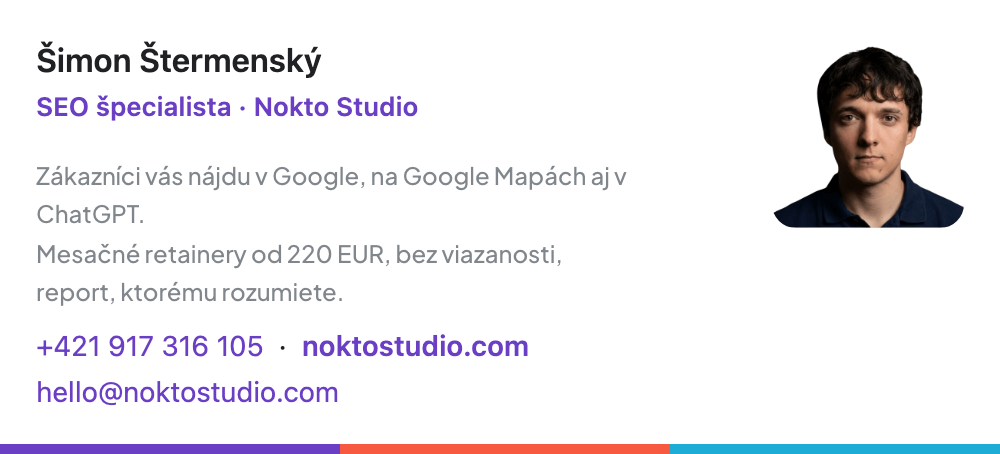 Šimon Štermenský
SEO špecialista · Nokto Studio
Zákazníci vás nájdu v Google, na Google Mapách aj v
ChatGPT.
Mesačné retainery od 220 EUR, bez viazanosti,
report, ktorému rozumiete.
+421 917 316 105 · noktostudio.com
hello@noktostudio.com